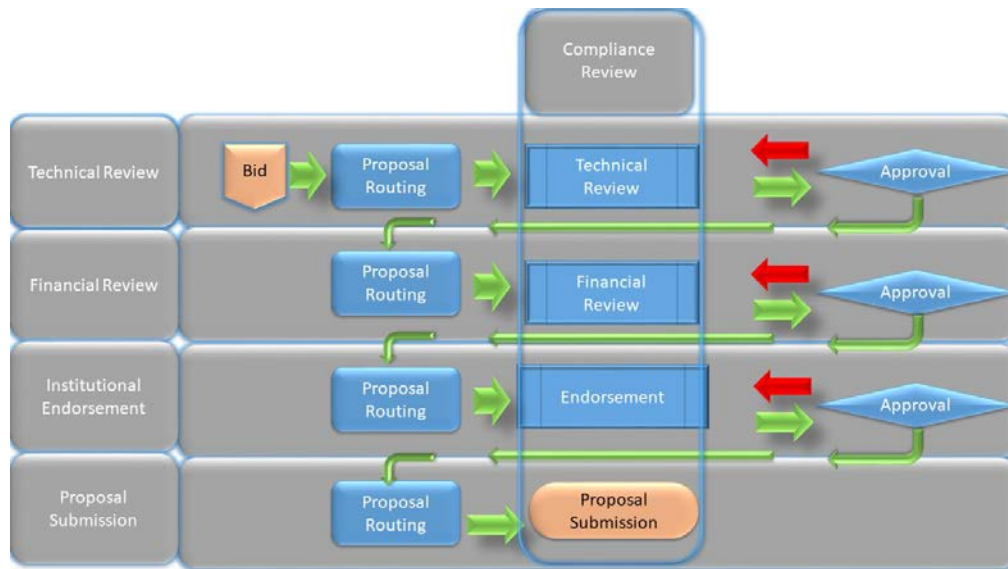 Compliance
Review
Technical Review
Bid
Proposal
Routing
Technical
Review
Approval
Financial Review
Proposal
Routing
Financial
Review
Approval
Institutional
Endorsement
Proposal
Routing
Endorsement
Approval
Proposal
Submission
Proposal
Routing
Proposal
Submission